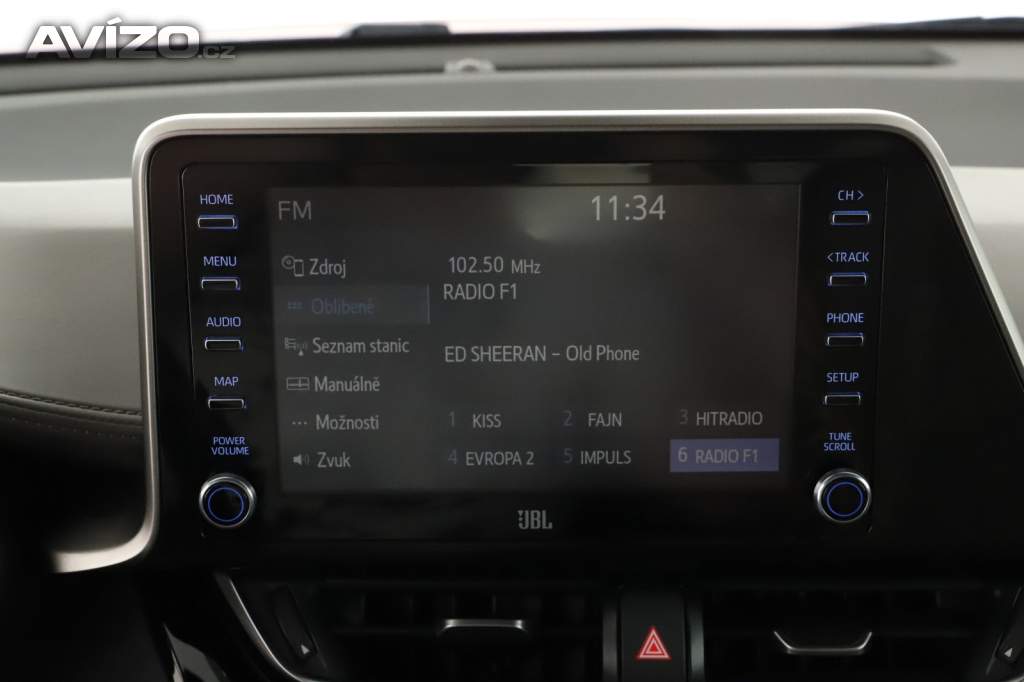 AVÍZO.cz
HOME
MENU
AUDIO
MAP
POWER
VOLUME
FM
11:34
Zdroj
Oblíbené
Seznam stanic
Manuálně
Možnosti
Zvuk
102.50 MHz
RADIO F1
ED SHEERAN – Old Phone
1 KISS
2 FAJN
3 HITRADIO
4 EVROPA 2
5 IMPULS
6 RADIO F1
CH >
<TRACK
PHONE
SETUP
TUNE
SCROLL
JBL